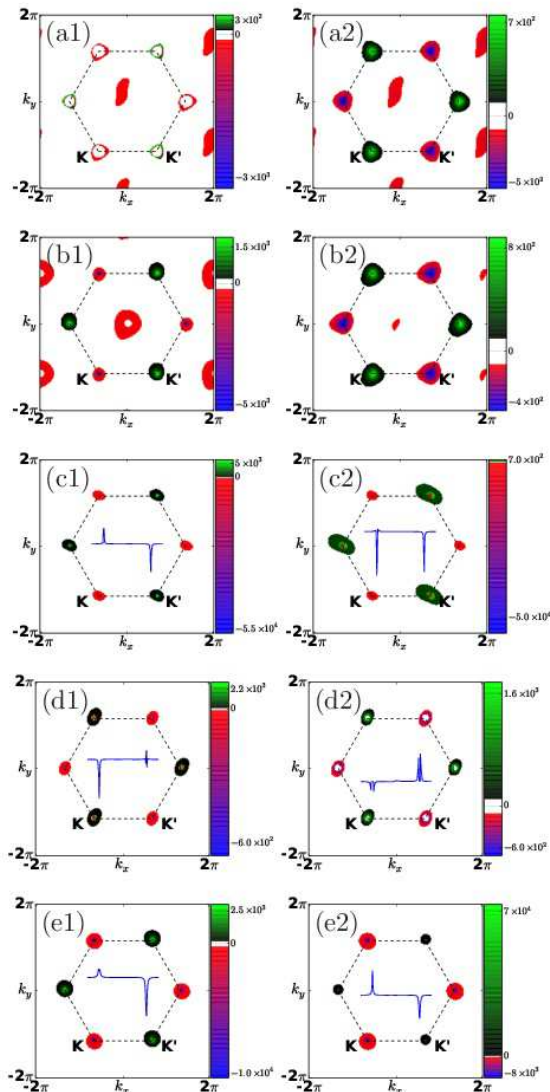 (a1)
2π
k_y
-2π
-2π
k_x
2π
K
K'
3×10²
0
−3×10³
(a2)
2π
k_y
-2π
-2π
k_x
2π
K
K'
7×10²
0
−5×10³
(b1)
2π
k_y
-2π
-2π
k_x
2π
K
K'
1.5×10³
0
−5×10³
(b2)
2π
k_y
-2π
-2π
k_x
2π
K
K'
8×10²
0
−4×10²
(c1)
2π
k_y
-2π
-2π
k_x
2π
K
K'
5×10³
0
−5.5×10⁴
(c2)
2π
k_y
-2π
-2π
k_x
2π
K
K'
7.0×10²
−5.0×10⁴
(d1)
2π
k_y
-2π
-2π
k_x
2π
K
K'
2.2×10³
0
−6.0×10²
(d2)
2π
k_y
-2π
-2π
k_x
2π
K
K'
1.6×10³
0
−6.0×10²
(e1)
2π
k_y
-2π
-2π
k_x
2π
K
K'
2.5×10³
0
−1.0×10⁴
(e2)
2π
k_y
-2π
-2π
k_x
2π
K
K'
7×10⁴
0
−8×10³